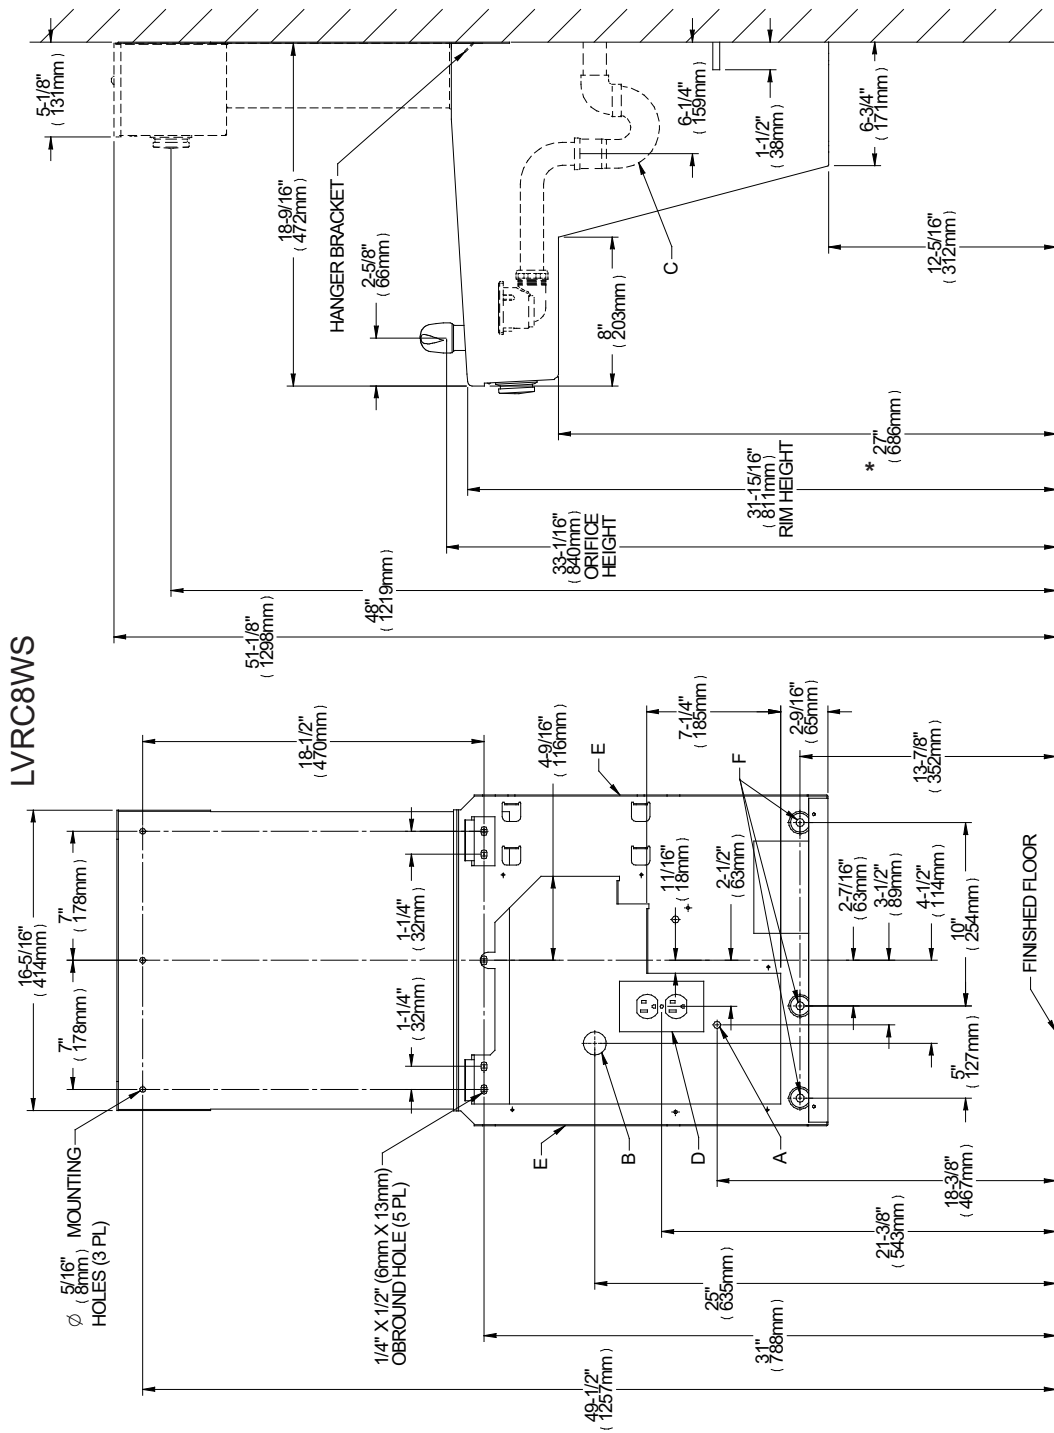 LVRC8WS
16-5/16"
( 414mm )
7"
( 178mm )
7"
( 178mm )
Ø 5/16" MOUNTING
( 8mm )
HOLES (3 PL)
18-1/2"
( 470mm )
1-1/4"
( 32mm )
1-1/4"
( 32mm )
1/4" X 1/2" (6mm X 13mm)
OBROUND HOLE (5 PL)
4-9/16"
( 116mm )
E
E
7-1/4"
( 185mm )
2-9/16"
( 65mm )
11/16"
( 18mm )
2-1/2"
( 63mm )
F
B
D
A
2-7/16"
( 63mm )
3-1/2"
( 89mm )
4-1/2"
( 114mm )
13-7/8"
( 352mm )
10"
( 254mm )
5"
( 127mm )
18-3/8"
( 467mm )
21-3/8"
( 543mm )
25"
( 635mm )
31"
( 788mm )
49-1/2"
( 1257mm )
FINISHED FLOOR
5-1/8"
( 131mm )
18-9/16"
( 472mm )
HANGER BRACKET
2-5/8"
( 66mm )
6-1/4"
( 159mm )
1-1/2"
( 38mm )
6-3/4"
( 171mm )
C
8"
( 203mm )
12-5/16"
( 312mm )
* 27"
( 686mm )
31-15/16"
( 811mm )
RIM HEIGHT
33-1/16"
( 840mm )
ORIFICE
HEIGHT
48"
( 1219mm )
51-1/8"
( 1298mm )